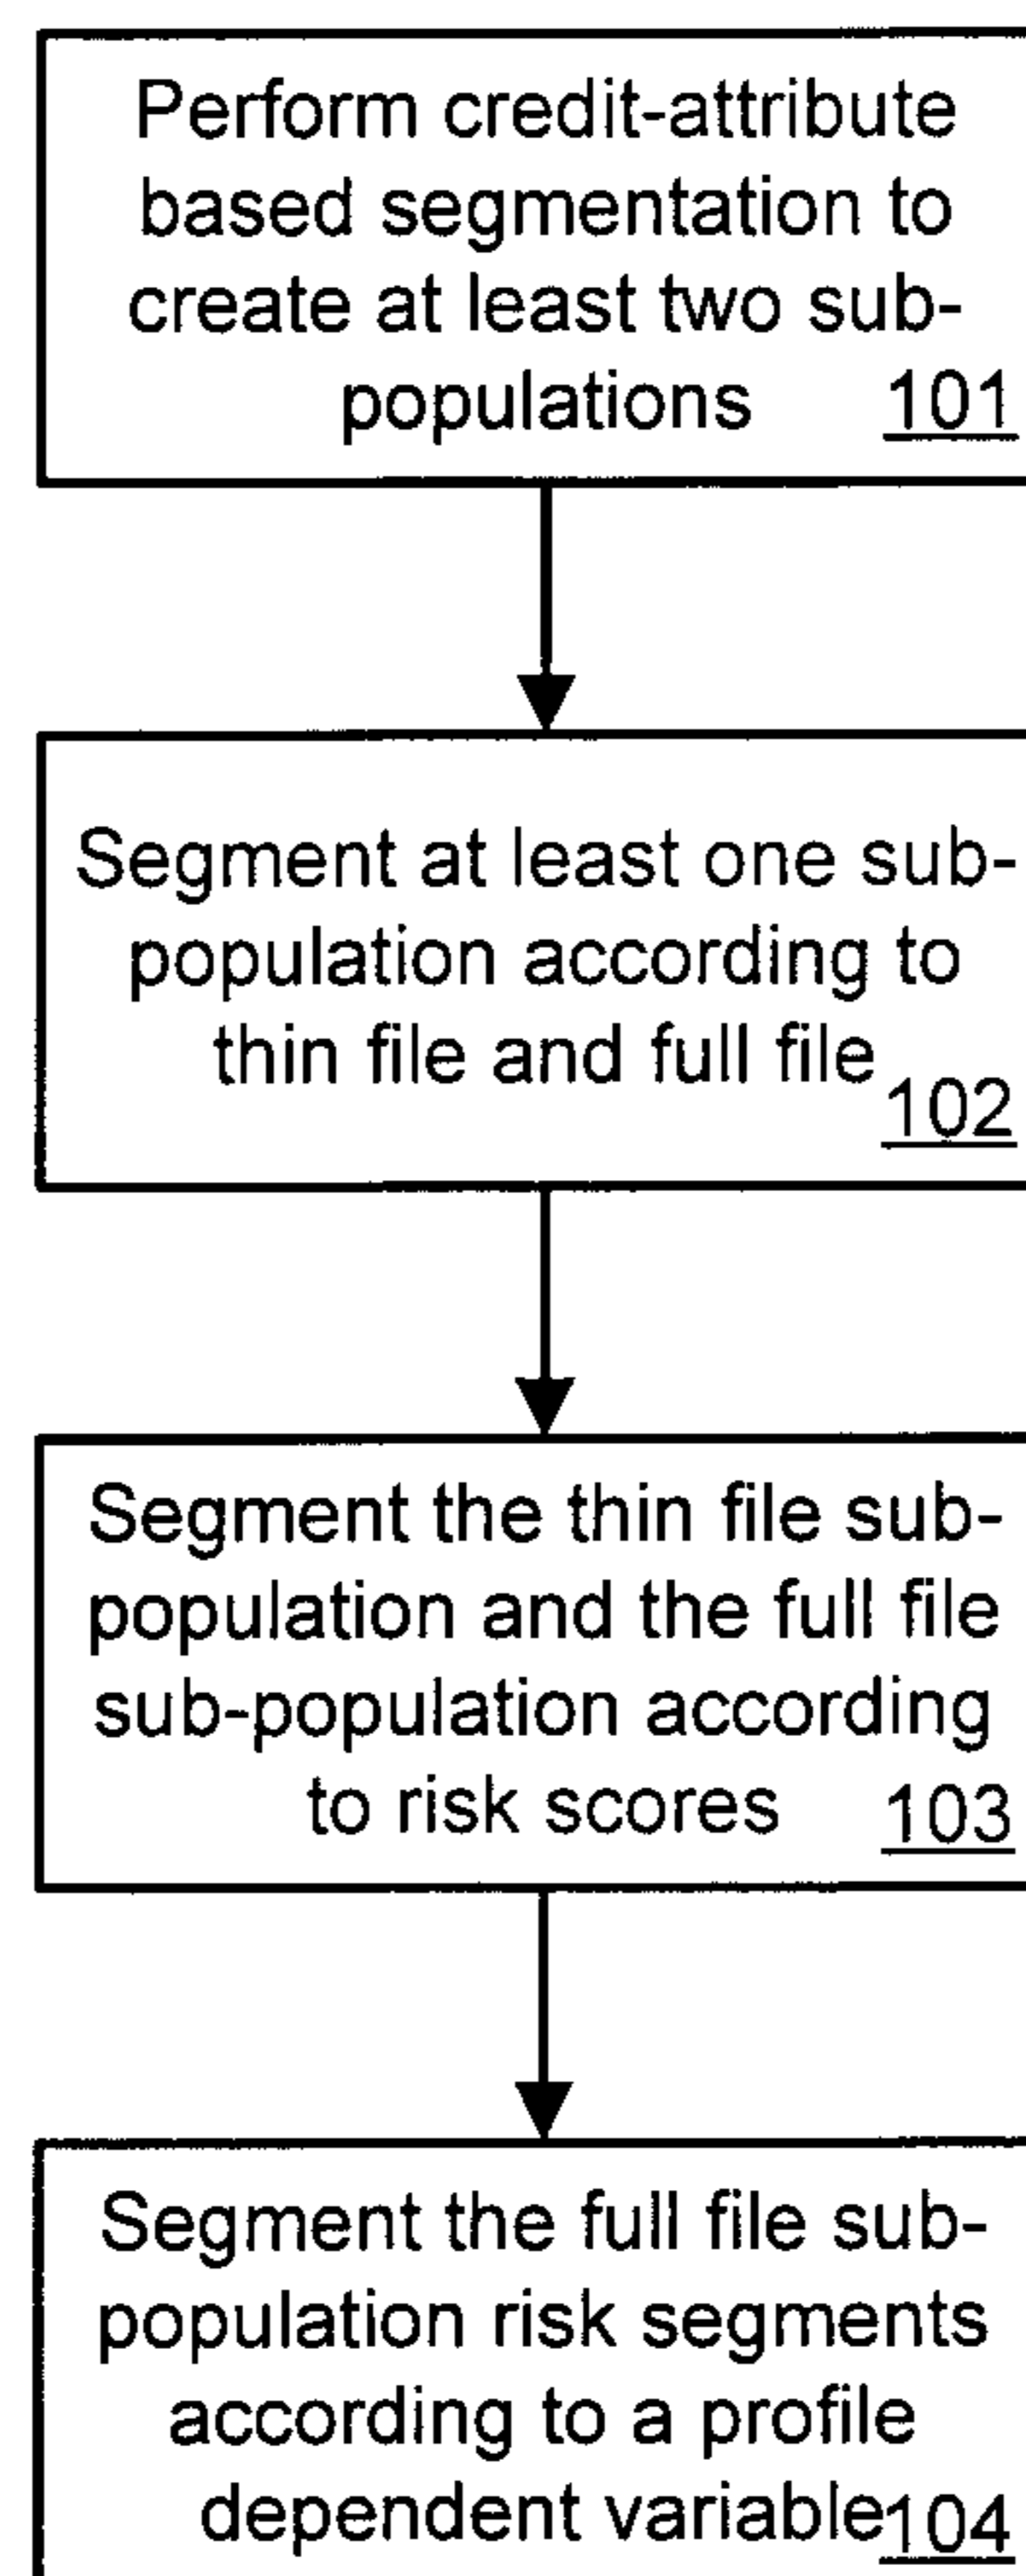 Perform credit-attribute
based segmentation to
create at least two sub-
populations 101
Segment at least one sub-
population according to
thin file and full file
102
Segment the thin file sub-
population and the full file
sub-population according
to risk scores 103
Segment the full file sub-
population risk segments
according to a profile
dependent variable 104